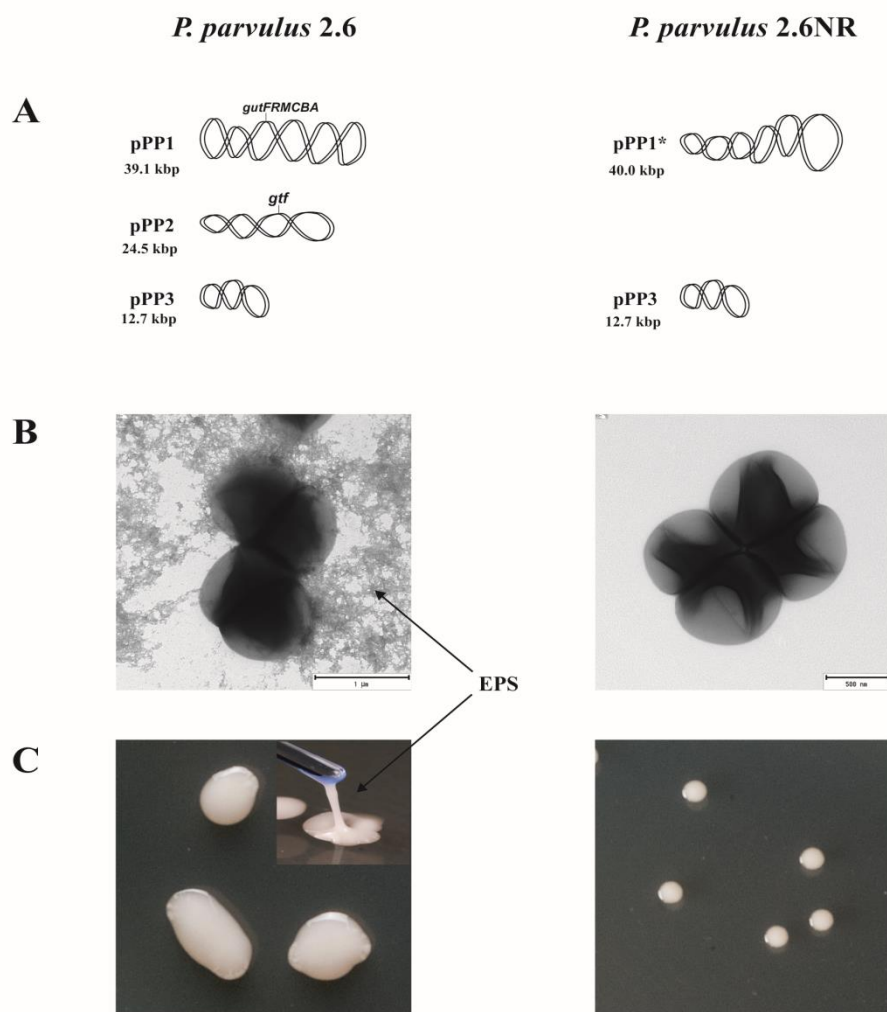 P. parvulus 2.6
P. parvulus 2.6NR
A
gutFRMCBA
pPP1
39.1 kbp
gtf
pPP2
24.5 kbp
pPP3
12.7 kbp
pPP1*
40.0 kbp
pPP3
12.7 kbp
B
1 µm
500 nm
EPS
C